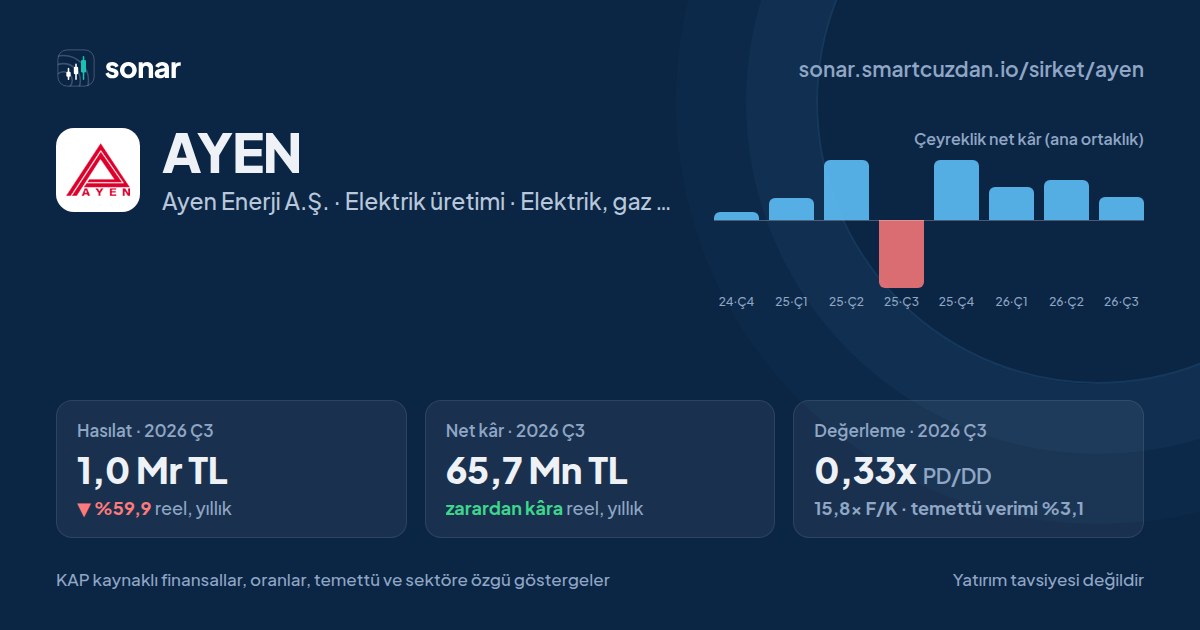 sonar
sonar.smartcuzdan.io/sirket/ayen
AYEN
AYEN
Ayen Enerji A.Ş. · Elektrik üretimi · Elektrik, gaz ...
Çeyreklik net kâr (ana ortaklık)
24·Ç4 25·Ç1 25·Ç2 25·Ç3 25·Ç4 26·Ç1 26·Ç2 26·Ç3
Hasılat · 2026 Ç3
1,0 Mr TL
▼ %59,9 reel, yıllık
Net kâr · 2026 Ç3
65,7 Mn TL
zarardan kâra reel, yıllık
Değerleme · 2026 Ç3
0,33x PD/DD
15,8x F/K · temettü verimi %3,1
KAP kaynaklı finansallar, oranlar, temettü ve sektöre özgü göstergeler
Yatırım tavsiyesi değildir